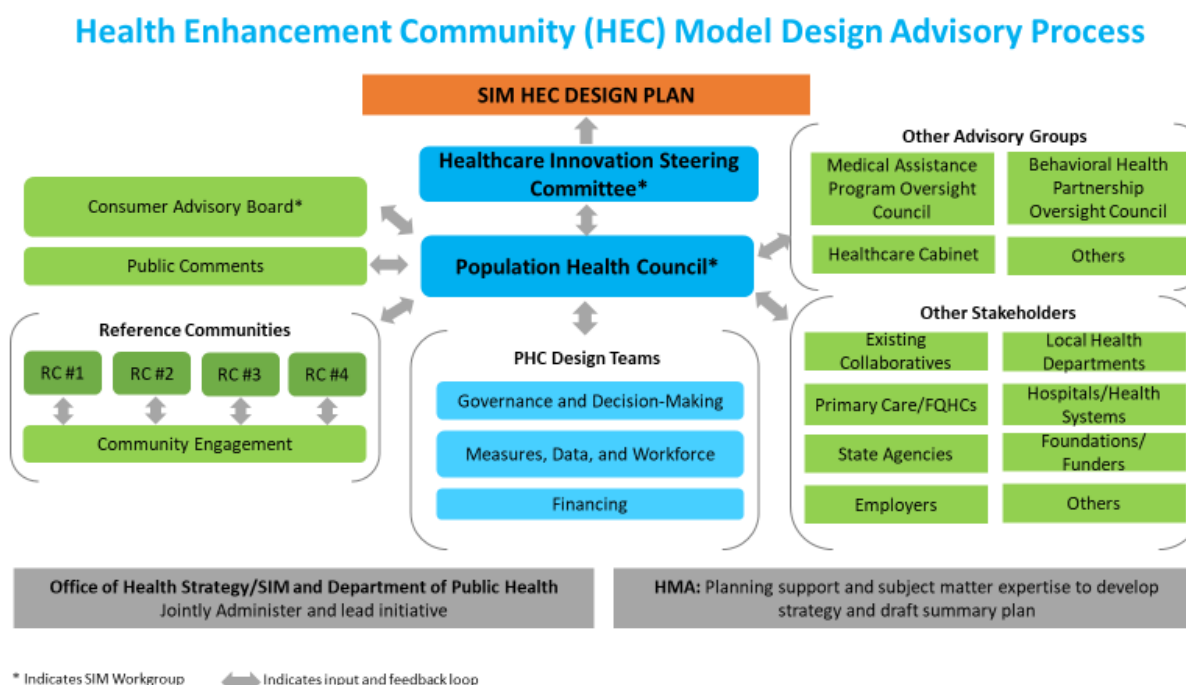 Health Enhancement Community (HEC) Model Design Advisory Process
SIM HEC DESIGN PLAN
Healthcare Innovation Steering
Committee*
Population Health Council*
Consumer Advisory Board*
Public Comments
Reference Communities
RC #1
RC #2
RC #3
RC #4
Community Engagement
PHC Design Teams
Governance and Decision-Making
Measures, Data, and Workforce
Financing
Other Advisory Groups
Medical Assistance
Program Oversight
Council
Behavioral Health
Partnership
Oversight Council
Healthcare Cabinet
Others
Other Stakeholders
Existing
Collaboratives
Local Health
Departments
Primary Care/FQHCs
Hospitals/Health
Systems
State Agencies
Foundations/
Funders
Employers
Others
Office of Health Strategy/SIM and Department of Public Health
Jointly Administer and lead initiative
HMA: Planning support and subject matter expertise to develop
strategy and draft summary plan
* Indicates SIM Workgroup
Indicates input and feedback loop